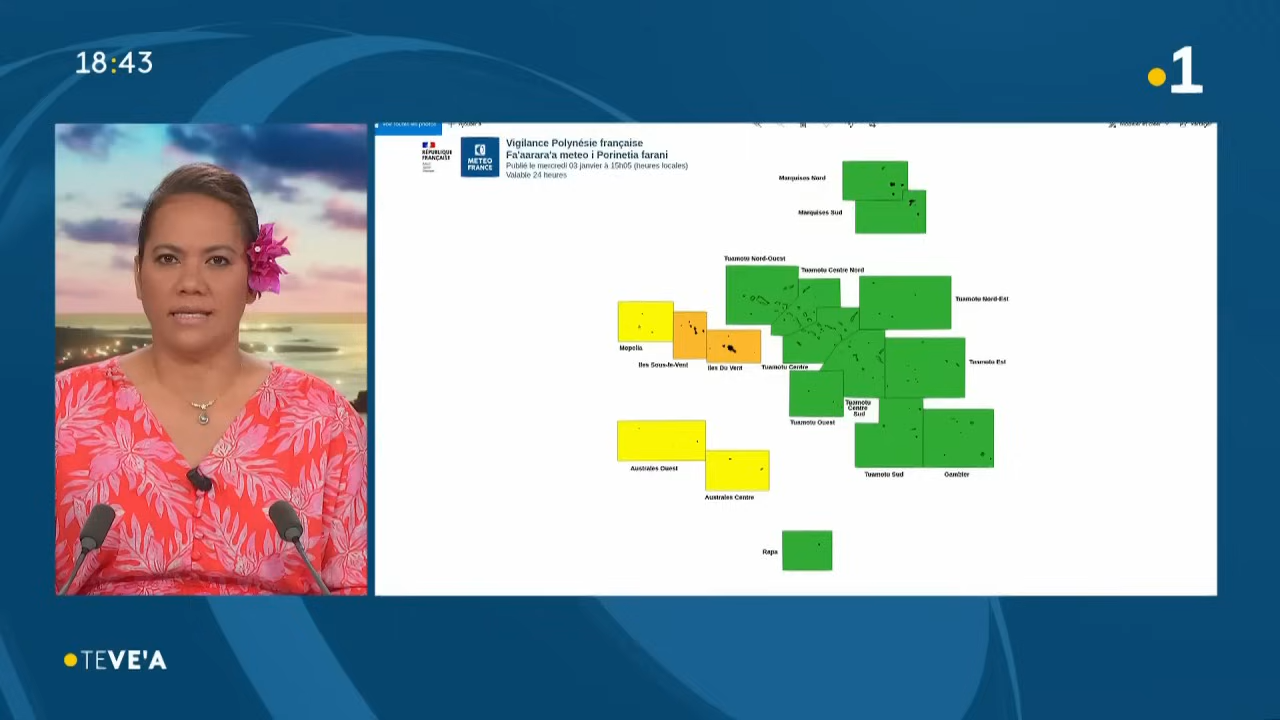 18:43
1
Vigilance Polynésie française
Fa'aarara'a meteo i Porinetia farani
Publié le mercredi 03 janvier à 15h05 (heures locales)
Valable 24 heures
RÉPUBLIQUE
FRANÇAISE
METEO
FRANCE
Marquises Nord
Marquises Sud
Tuamotu Nord-Ouest
Tuamotu Centre Nord
Tuamotu Nord-Est
Mopelia
Iles Sous-le-Vent
Iles Du Vent
Tuamotu Centre
Tuamotu Est
Tuamotu Ouest
Tuamotu
Centre
Sud
Australes Ouest
Tuamotu Sud
Gambier
Australes Centre
Rapa
TEVE'A